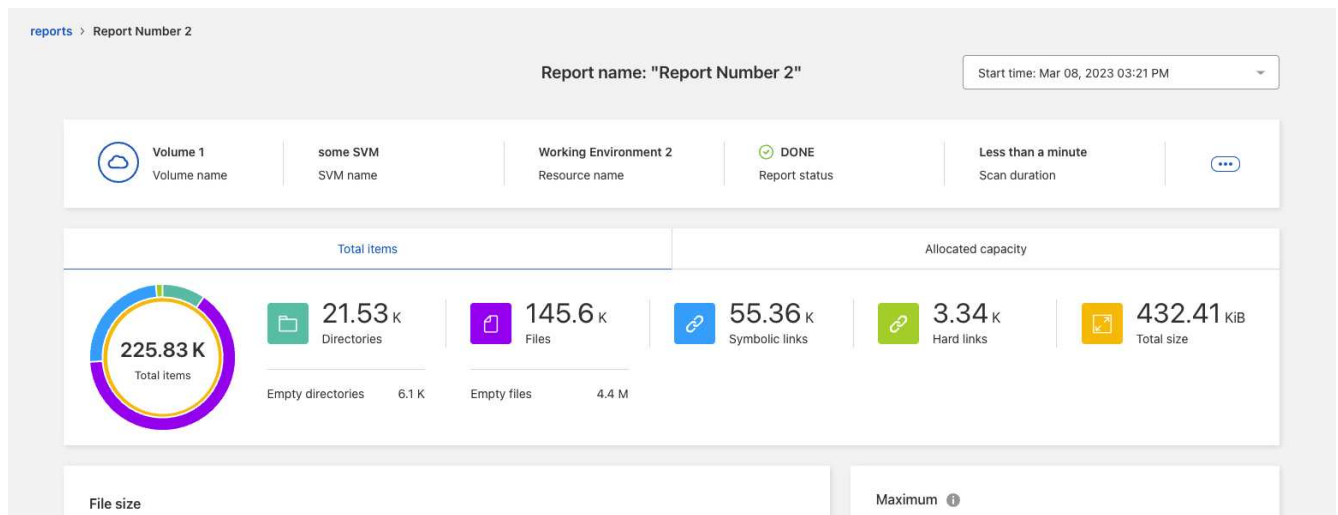 reports > Report Number 2
Report name: "Report Number 2"
Start time: Mar 08, 2023 03:21 PM
Volume 1
Volume name
some SVM
SVM name
Working Environment 2
Resource name
DONE
Report status
Less than a minute
Scan duration
Total items
Allocated capacity
225.83 K
Total items
21.53 K
Directories
Empty directories 6.1 K
145.6 K
Files
Empty files 4.4 M
55.36 K
Symbolic links
3.34 K
Hard links
432.41 KiB
Total size
File size
Maximum